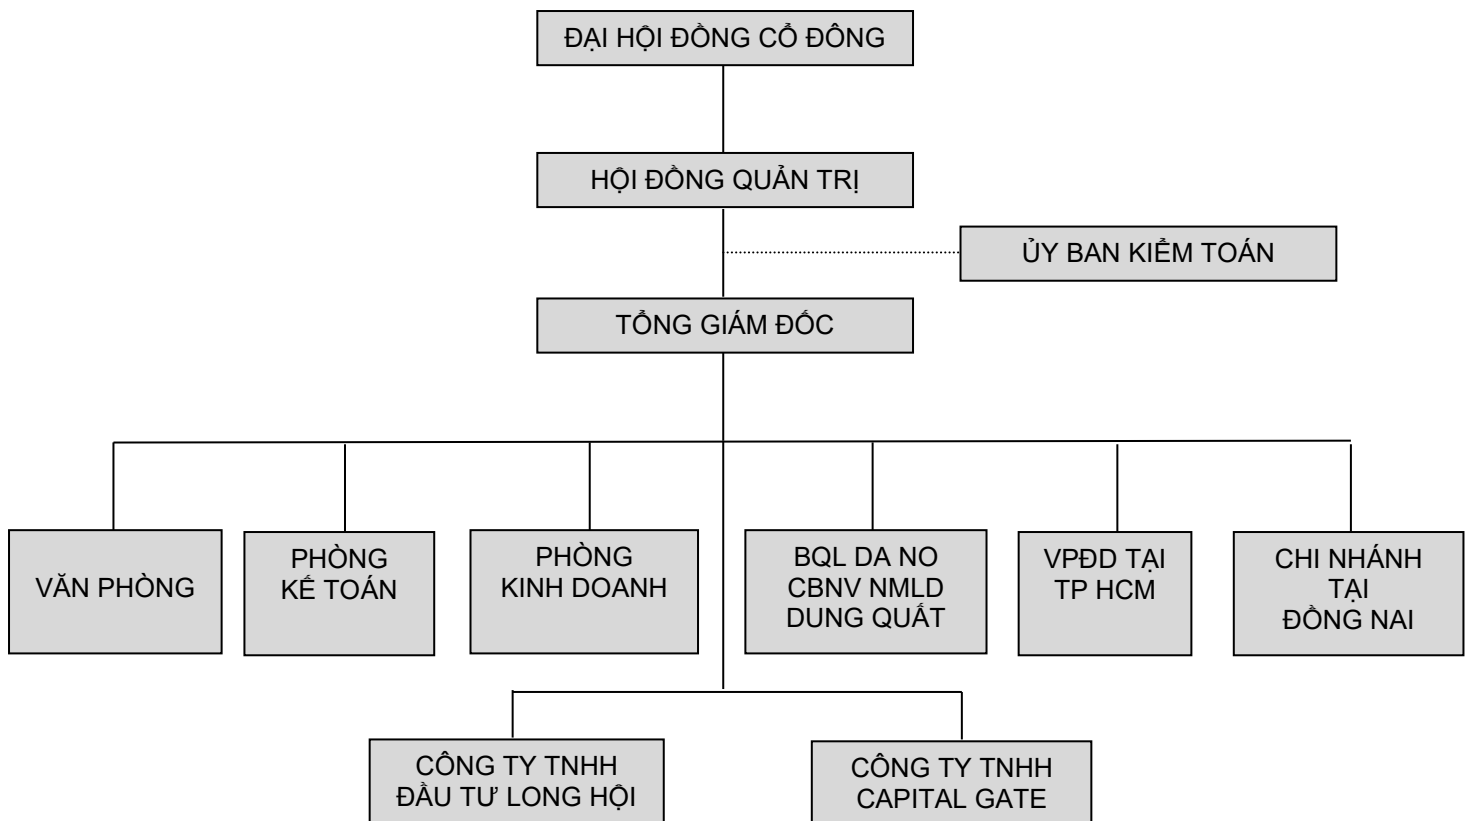 ĐẠI HỘI ĐỒNG CỔ ĐÔNG
HỘI ĐỒNG QUẢN TRỊ
ỦY BAN KIỂM TOÁN
TỔNG GIÁM ĐỐC
VĂN PHÒNG
PHÒNG
KẾ TOÁN
PHÒNG
KINH DOANH
BQL DA NO
CBNV NMLD
DUNG QUẤT
VPĐD TẠI
TP HCM
CHI NHÁNH
TẠI
ĐỒNG NAI
CÔNG TY TNHH
ĐẦU TƯ LONG HỘI
CÔNG TY TNHH
CAPITAL GATE